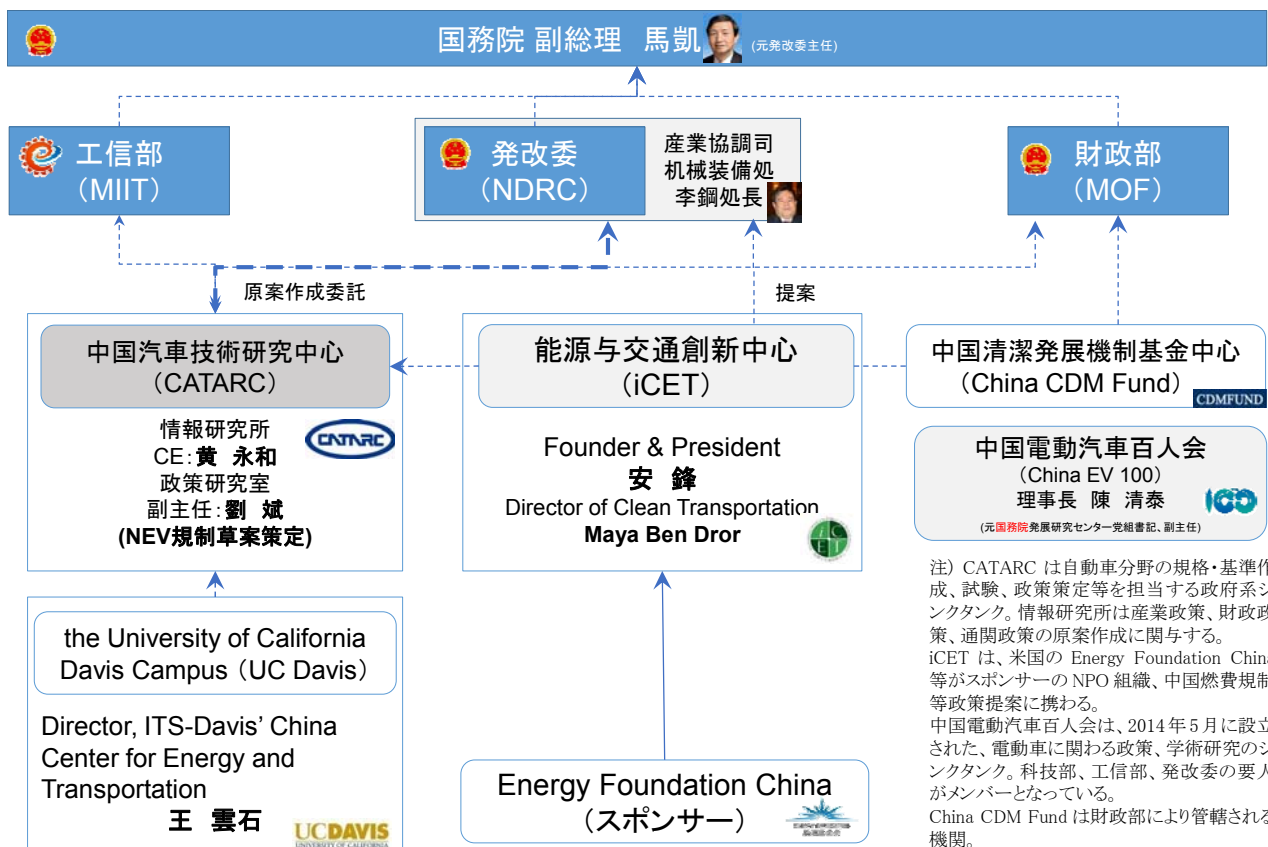 国務院 副総理 馬凱 (元発改委主任)
工信部
(MIIT)
発改委
(NDRC)
産業協調司
机械装備処
李鋼処長
財政部
(MOF)
原案作成委託
提案
中国汽車技術研究中心
(CATARC)
情報研究所
CE:黄 永和
政策研究室
副主任:劉 斌
(NEV規制草案策定)
CATARC
能源与交通創新中心
(iCET)
Founder & President
安 鋒
Director of Clean Transportation
Maya Ben Dror
中国清潔発展機制基金中心
(China CDM Fund)
CDMFUND
中国電動汽車百人会
(China EV 100)
理事長 陳 清泰
(元国務院発展研究センター党組書記、副主任)
the University of California
Davis Campus (UC Davis)
Director, ITS-Davis' China
Center for Energy and
Transportation
王 雲石
UCDAVIS
UNIVERSITY OF CALIFORNIA
Energy Foundation China
(スポンサー)
注) CATARC は自動車分野の規格・基準作
成、試験、政策策定等を担当する政府系シ
ンクタンク。情報研究所は産業政策、財政政
策、通関政策の原案作成に関与する。
iCET は、米国の Energy Foundation China
等がスポンサーの NPO 組織、中国燃費規制
等政策提案に携わる。
中国電動汽車百人会は、2014年5月に設立
された、電動車に関わる政策、学術研究のシ
ンクタンク。科技部、工信部、発改委の要人
がメンバーとなっている。
China CDM Fund は財政部により管轄される
機関。